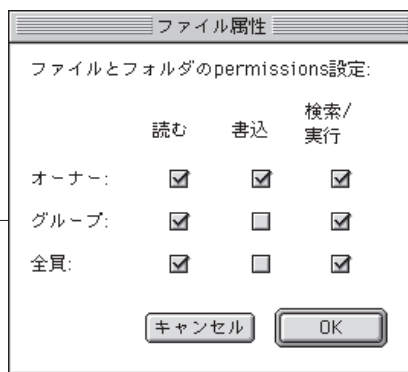 ファイル属性
ファイルとフォルダのpermissions設定:
検索/
読む 書込 実行
オーナー:
グループ:
全員:
キャンセル OK